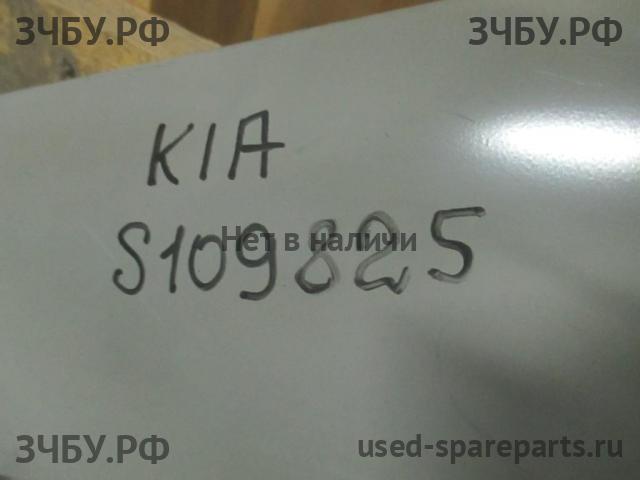 ЗЧБУ.РФ ЗЧБУ.РФ
KIA
S109825
Нет в наличи
ЗЧБУ.РФ used-spareparts.ru